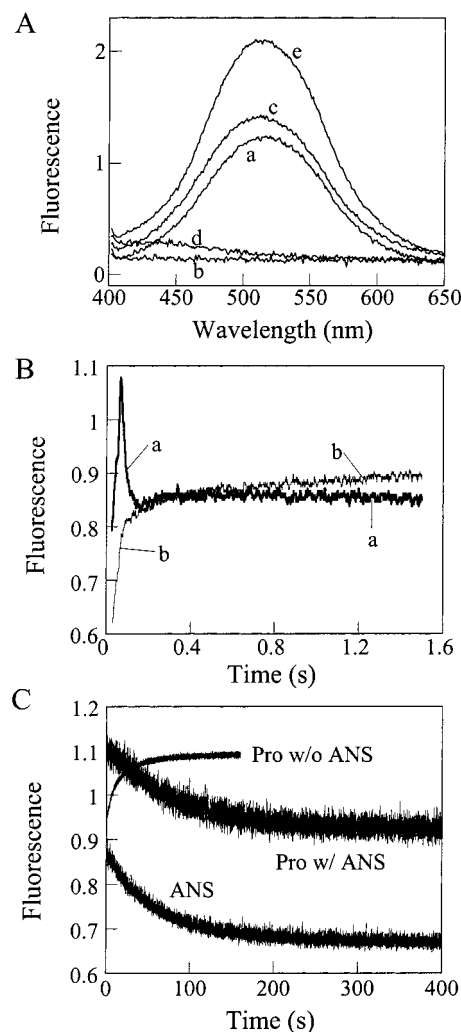 A
Fluorescence
2
1
0
e
c
a
d
b
400 450 500 550 600 650
Wavelength (nm)
B
Fluorescence
1.1
1
0.9
0.8
0.7
0.6
a
b
b
a
0 0.4 0.8 1.2 1.6
Time (s)
C
Fluorescence
1.2
1.1
1
0.9
0.8
0.7
0.6
Pro w/o ANS
Pro w/ ANS
ANS
0 100 200 300 400
Time (s)